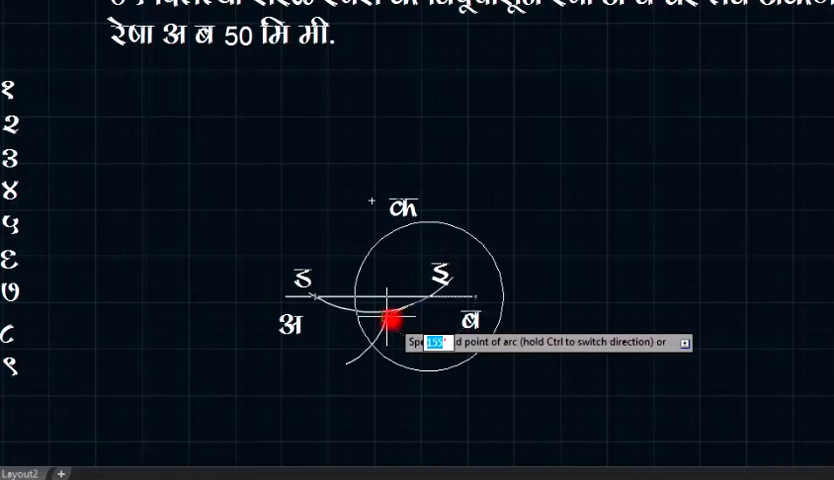 रेषा अ ब 50 मि मी.
१
२
३
४
५
६
७
८
९
क
ड
इ
अ
ब
155° d point of arc (hold Ctrl to switch direction) or
Layout2 +